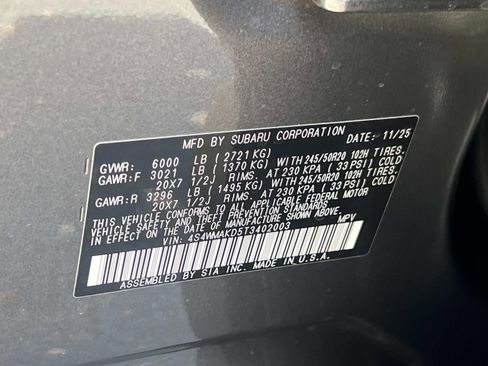 MFD BY SUBARU CORPORATION DATE: 11/25
GVWR: 6000 LB ( 2721 KG)
GAWR:F 3021 LB ( 1370 KG) WITH 245/50R20 102H TIRES.
20X7 1/2J RIMS. AT 230 KPA ( 33 PSI) COLD
GAWR:R 3296 LB ( 1495 KG) WITH 245/50R20 102H TIRES.
20X7 1/2J RIMS. AT 230 KPA ( 33 PSI) COLD
THIS VEHICLE CONFORMS TO ALL APPLICABLE FEDERAL MOTOR
VEHICLE SAFETY AND THEFT PREVENTION STANDARDS
IN EFFECT ON THE DATE OF MANUFACTURE SHOWN ABOVE.
VIN: 4S4WMAKD5T3402003 MPV
ASSEMBLED BY SIA INC. MADE IN U.S.A.